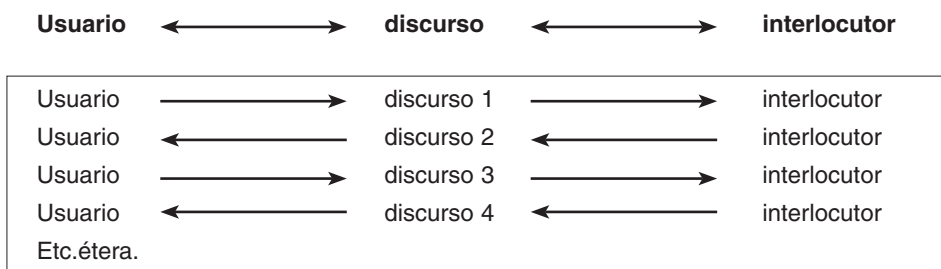 Usuario discurso interlocutor
Usuario discurso 1 interlocutor
Usuario discurso 2 interlocutor
Usuario discurso 3 interlocutor
Usuario discurso 4 interlocutor
Etc.étera.